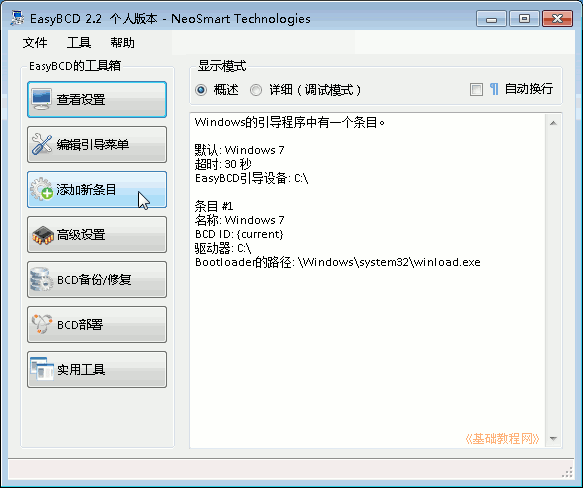 EasyBCD 2.2 个人版本 - NeoSmart Technologies
文件 工具 帮助
EasyBCD的工具箱
查看设置
编辑引导菜单
添加新条目
高级设置
BCD备份/修复
BCD部署
实用工具
显示模式
概述 详细（调试模式） ¶ 自动换行
Windows的引导程序中有一个条目。
默认: Windows 7
超时: 30 秒
EasyBCD引导设备: C:\
条目 #1
名称: Windows 7
BCD ID: {current}
驱动器: C:\
Bootloader的路径: \Windows\system32\winload.exe
《基础教程网》